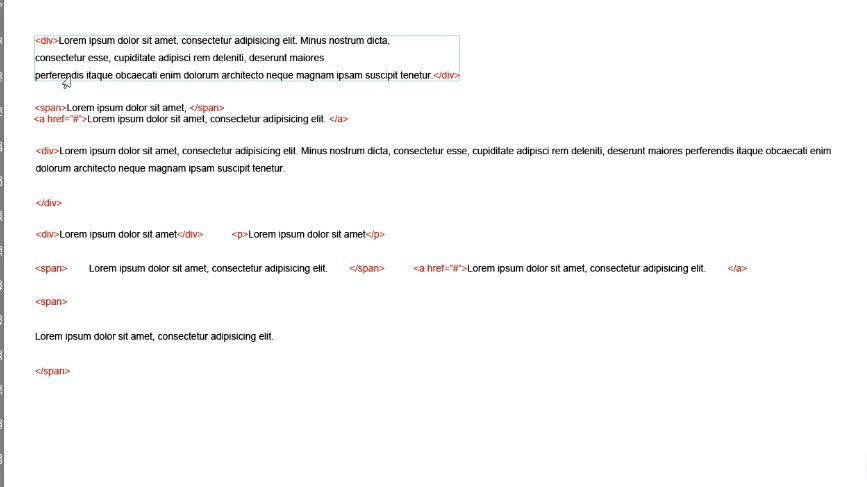 <div>Lorem ipsum dolor sit amet, consectetur adipisicing elit. Minus nostrum dicta,
consectetur esse, cupiditate adipisci rem deleniti, deserunt maiores
perferendis itaque obcaecati enim dolorum architecto neque magnam ipsam suscipit tenetur.</div>
<span>Lorem ipsum dolor sit amet, </span>
<a href="#">Lorem ipsum dolor sit amet, consectetur adipisicing elit. </a>
<div>Lorem ipsum dolor sit amet, consectetur adipisicing elit. Minus nostrum dicta, consectetur esse, cupiditate adipisci rem deleniti, deserunt maiores perferendis itaque obcaecati enim
dolorum architecto neque magnam ipsam suscipit tenetur.
</div>
<div>Lorem ipsum dolor sit amet</div> <p>Lorem ipsum dolor sit amet</p>
<span> Lorem ipsum dolor sit amet, consectetur adipisicing elit. </span> <a href="#">Lorem ipsum dolor sit amet, consectetur adipisicing elit. </a>
<span>
Lorem ipsum dolor sit amet, consectetur adipisicing elit.
</span>